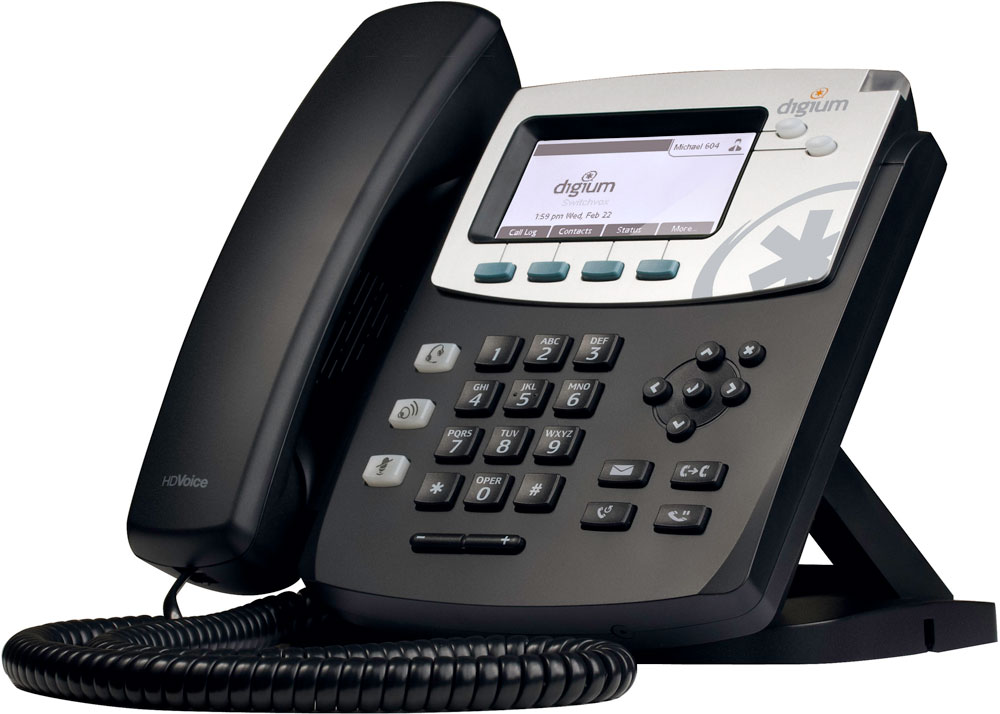 digium
Michael 604
digium
Switchvox
1:59 pm Wed, Feb 22
Call Log Contacts Status More...
1 ABC 2 DEF 3
GHI 4 JKL 5 MNO 6
PQRS 7 TUV 8 WXYZ 9
* OPER 0 #
- +
HDVoice